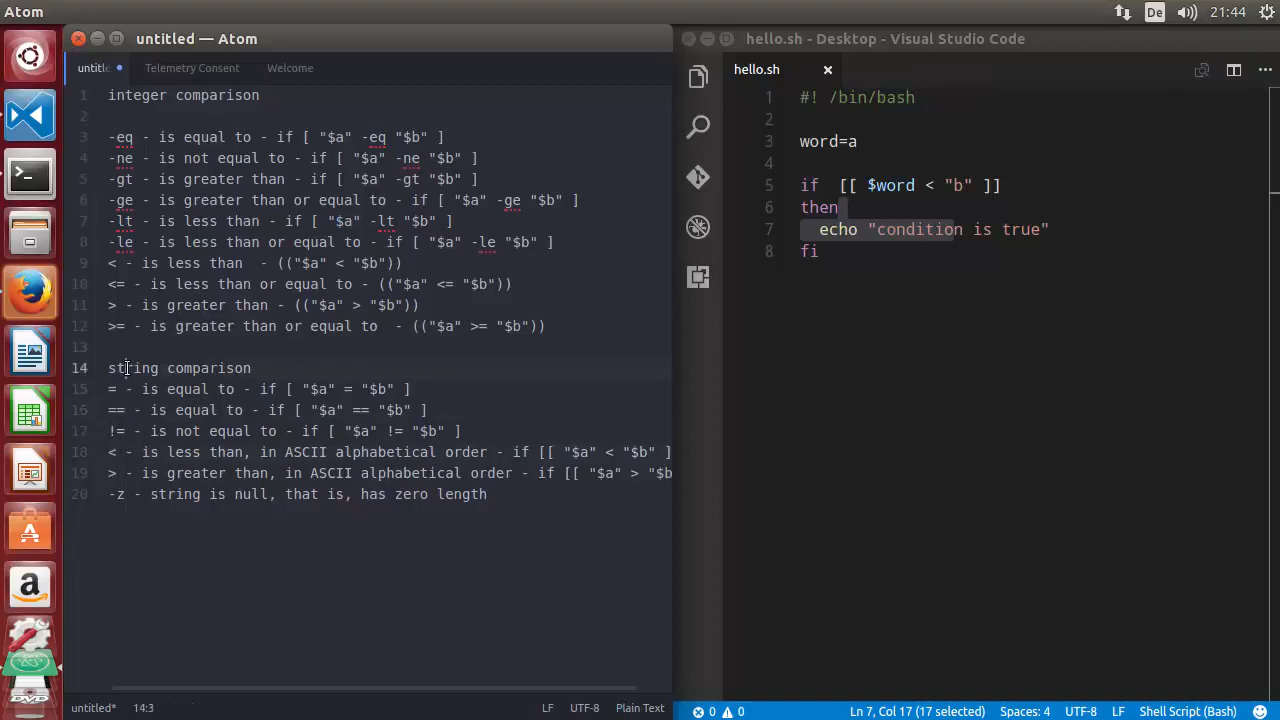 Atom
De
21:44
untitled — Atom
untitle
Telemetry Consent
Welcome
1 integer comparison
2
3 -eq - is equal to - if [ "$a" -eq "$b" ]
4 -ne - is not equal to - if [ "$a" -ne "$b" ]
5 -gt - is greater than - if [ "$a" -gt "$b" ]
6 -ge - is greater than or equal to - if [ "$a" -ge "$b" ]
7 -lt - is less than - if [ "$a" -lt "$b" ]
8 -le - is less than or equal to - if [ "$a" -le "$b" ]
9 < - is less than  - (("$a" < "$b"))
10 <= - is less than or equal to - (("$a" <= "$b"))
11 > - is greater than - (("$a" > "$b"))
12 >= - is greater than or equal to  - (("$a" >= "$b"))
13
14 string comparison
15 = - is equal to - if [ "$a" = "$b" ]
16 == - is equal to - if [ "$a" == "$b" ]
17 != - is not equal to - if [ "$a" != "$b" ]
18 < - is less than, in ASCII alphabetical order - if [[ "$a" < "$b" ]
19 > - is greater than, in ASCII alphabetical order - if [[ "$a" > "$b
20 -z - string is null, that is, has zero length
untitled* 14:3
LF UTF-8 Plain Text
hello.sh - Desktop - Visual Studio Code
hello.sh
1 #! /bin/bash
2
3 word=a
4
5 if  [[ $word < "b" ]]
6 then
7   echo "condition is true"
8 fi
0 0
Ln 7, Col 17 (17 selected) Spaces: 4 UTF-8 LF Shell Script (Bash)